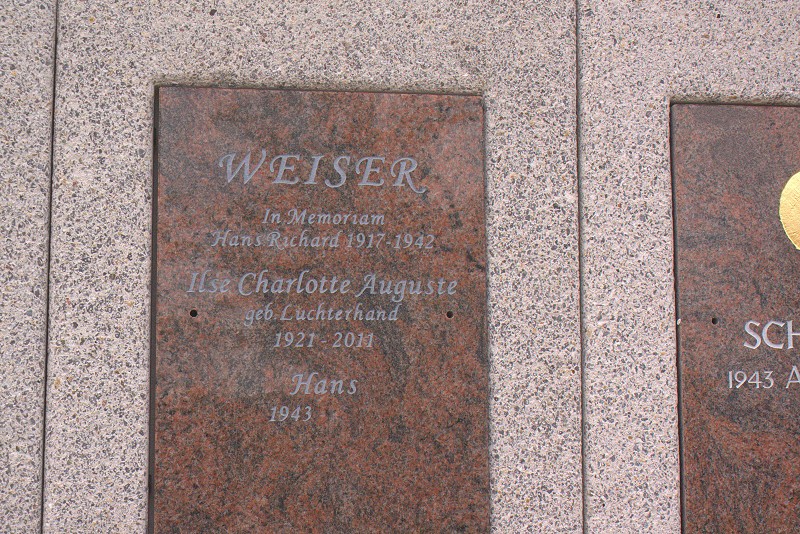 WEISER
In Memoriam
Hans Richard 1917-1942
Ilse Charlotte Auguste
geb. Luchterhand
1921 - 2011
Hans
1943
SCH
1943 A